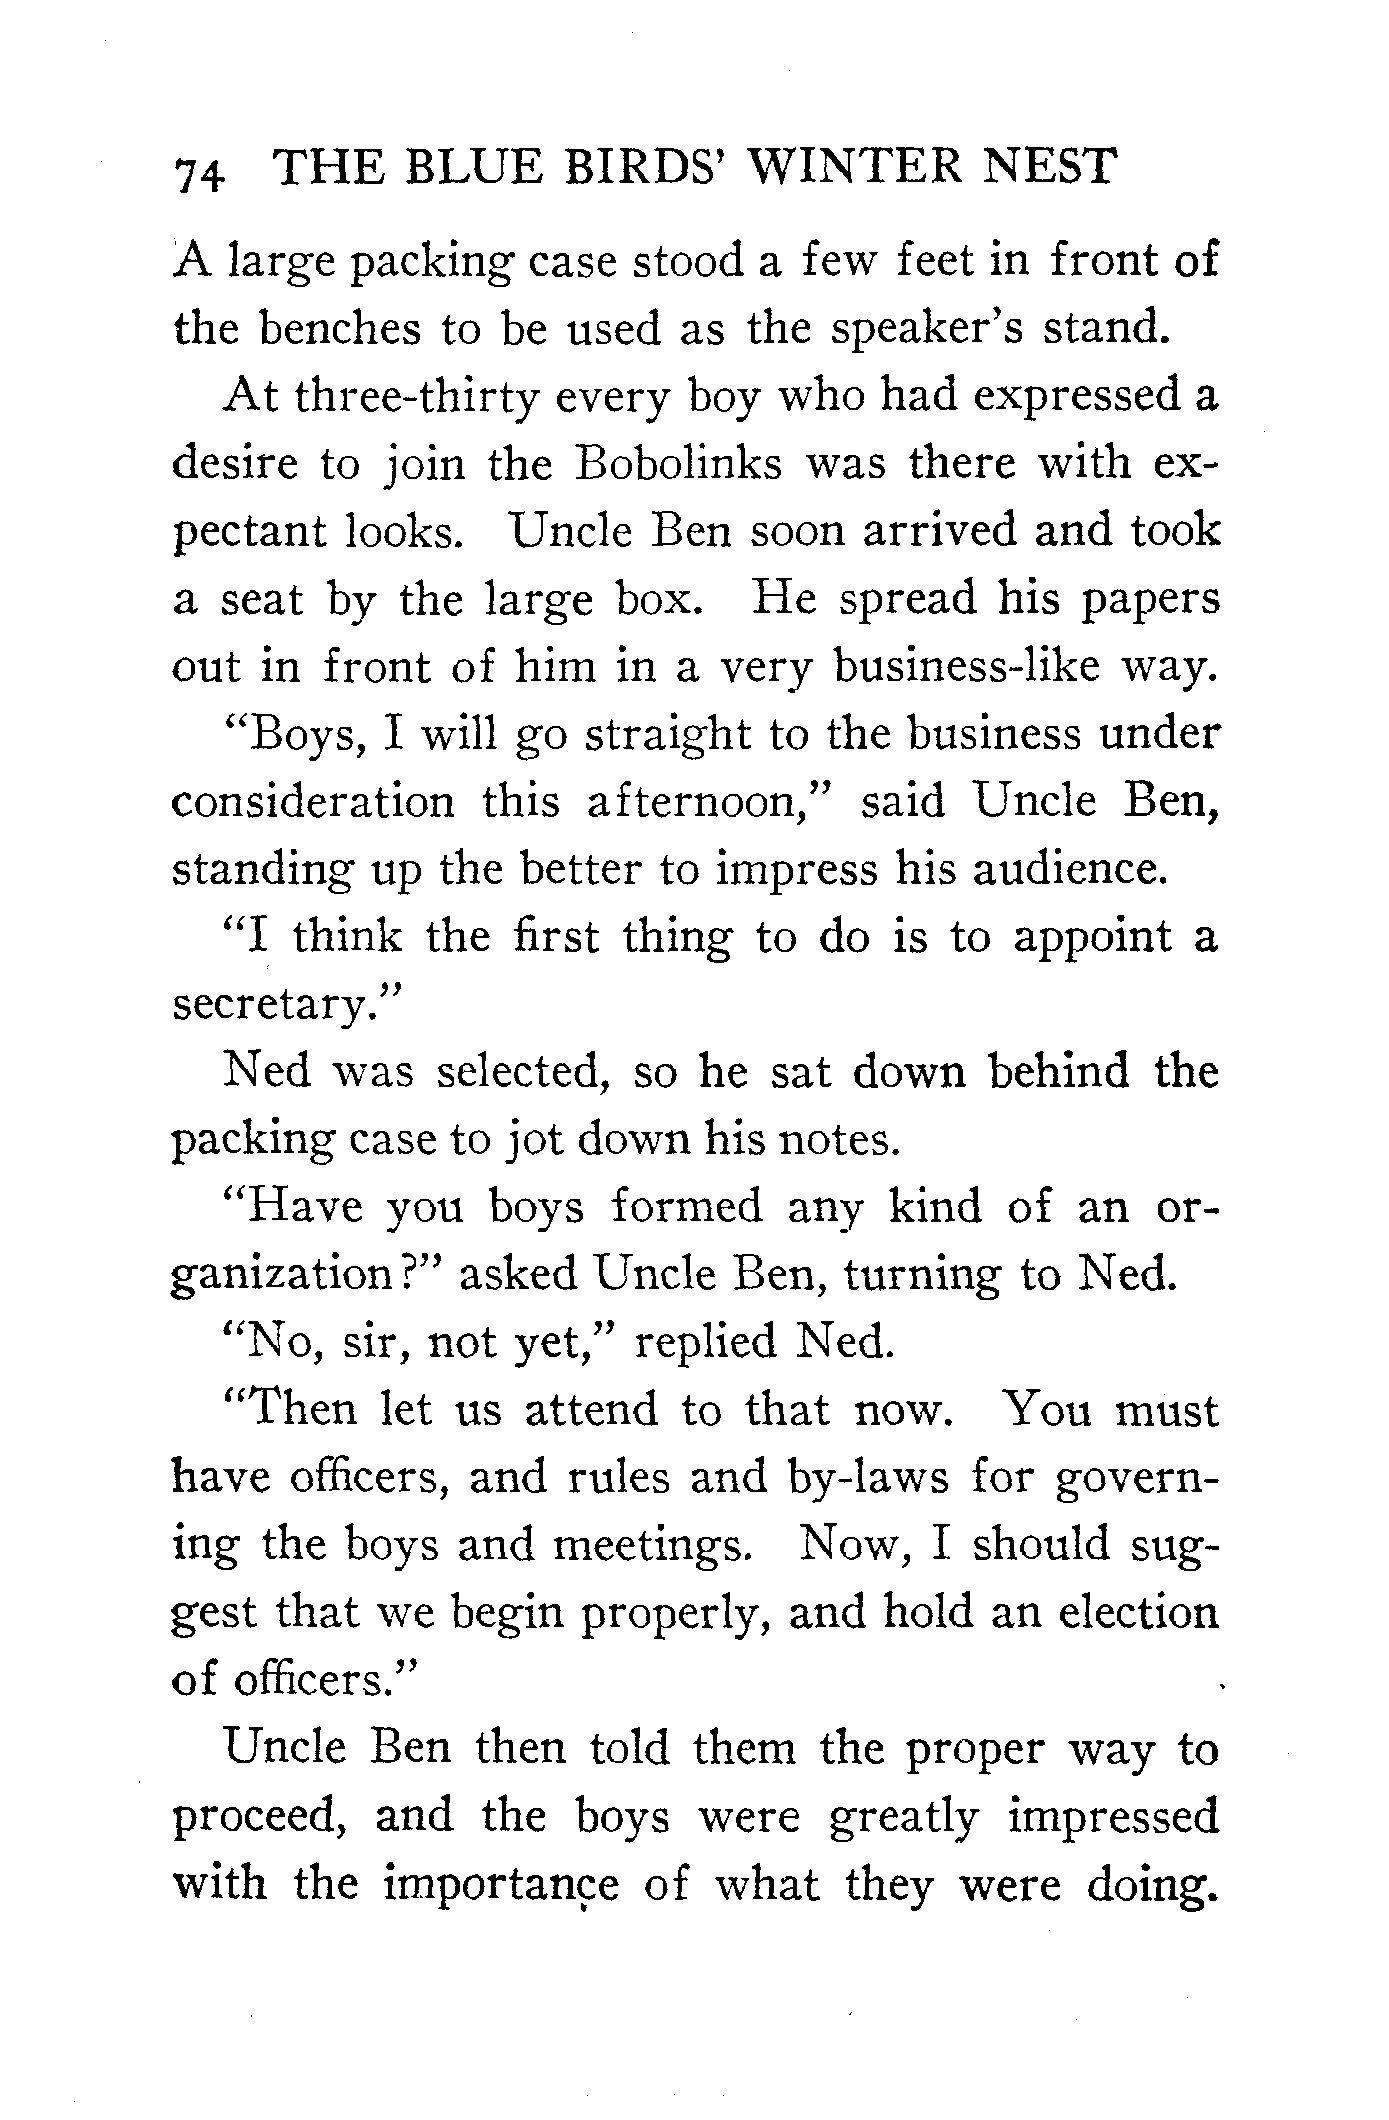 74 THE BLUE BIRDS' WINTER NEST
A large packing case stood a few feet in front of
the benches to be used as the speaker's stand.
At three-thirty every boy who had expressed a
desire to join the Bobolinks was there with ex-
pectant looks. Uncle Ben soon arrived and took
a seat by the large box. He spread his papers
out in front of him in a very business-like way.
“Boys, I will go straight to the business under
consideration this afternoon,” said Uncle Ben,
standing up the better to impress his audience.
“I think the first thing to do is to appoint a
secretary.”
Ned was selected, so he sat down behind the
packing case to jot down his notes.
“Have you boys formed any kind of an or-
ganization?” asked Uncle Ben, turning to Ned.
“No, sir, not yet,” replied Ned.
“Then let us attend to that now. You must
have officers, and rules and by-laws for govern-
ing the boys and meetings. Now, I should sug-
gest that we begin properly, and hold an election
of officers.”
Uncle Ben then told them the proper way to
proceed, and the boys were greatly impressed
with the importance of what they were doing.